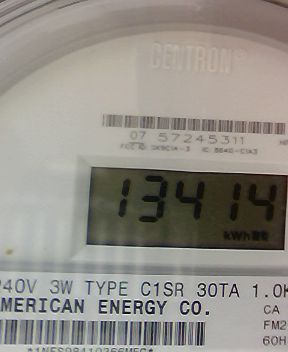 CENTRON®
07 57245311
13414
kWh
240V 3W TYPE C1SR 30TA 1.0K
AMERICAN ENERGY CO.
CA
FM2
60H